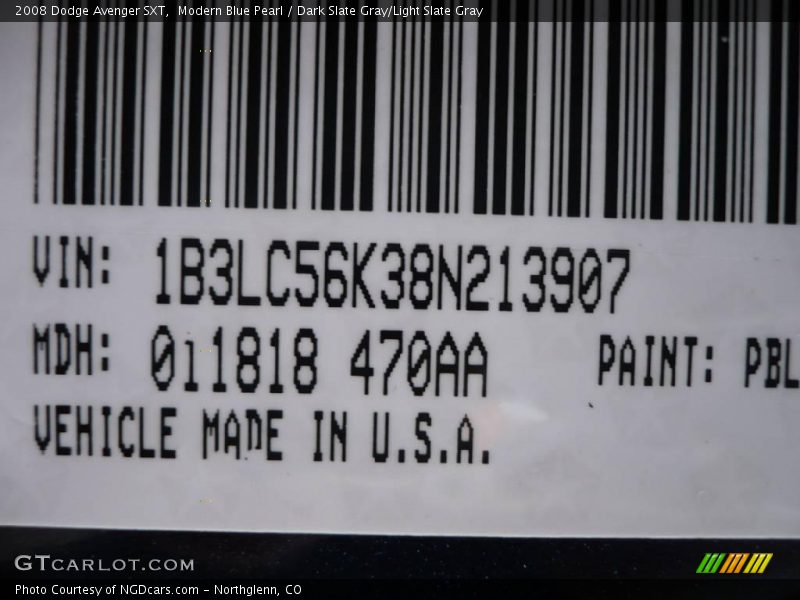 2008 Dodge Avenger SXT, Modern Blue Pearl / Dark Slate Gray/Light Slate Gray
VIN: 1B3LC56K38N213907
MDH: 011818 470AA PAINT: PBL
VEHICLE MADE IN U.S.A.
GTCARLOT.COM
Photo Courtesy of NGDcars.com – Northglenn, CO